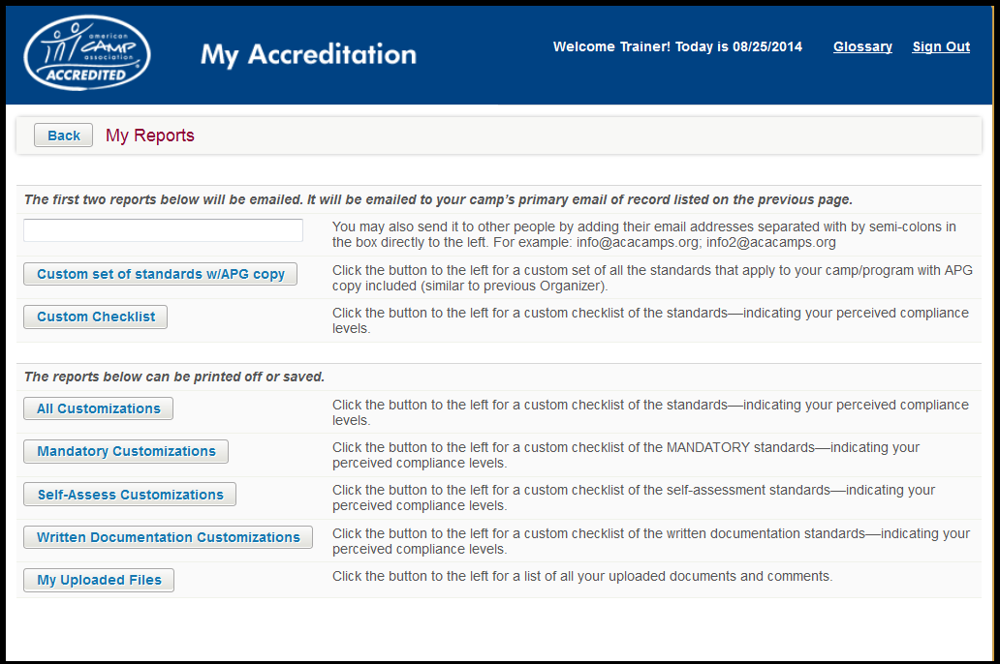 american
CAMP
association
ACCREDITED
My Accreditation
Welcome Trainer! Today is 08/25/2014
Glossary
Sign Out
Back
My Reports
The first two reports below will be emailed. It will be emailed to your camp's primary email of record listed on the previous page.
You may also send it to other people by adding their email addresses separated with by semi-colons in
the box directly to the left. For example: info@acacamps.org; info2@acacamps.org
Custom set of standards w/APG copy
Click the button to the left for a custom set of all the standards that apply to your camp/program with APG
copy included (similar to previous Organizer).
Custom Checklist
Click the button to the left for a custom checklist of the standards—indicating your perceived compliance
levels.
The reports below can be printed off or saved.
All Customizations
Click the button to the left for a custom checklist of the standards—indicating your perceived compliance
levels.
Mandatory Customizations
Click the button to the left for a custom checklist of the MANDATORY standards—indicating your
perceived compliance levels.
Self-Assess Customizations
Click the button to the left for a custom checklist of the self-assessment standards—indicating your
perceived compliance levels.
Written Documentation Customizations
Click the button to the left for a custom checklist of the written documentation standards—indicating your
perceived compliance levels.
My Uploaded Files
Click the button to the left for a list of all your uploaded documents and comments.